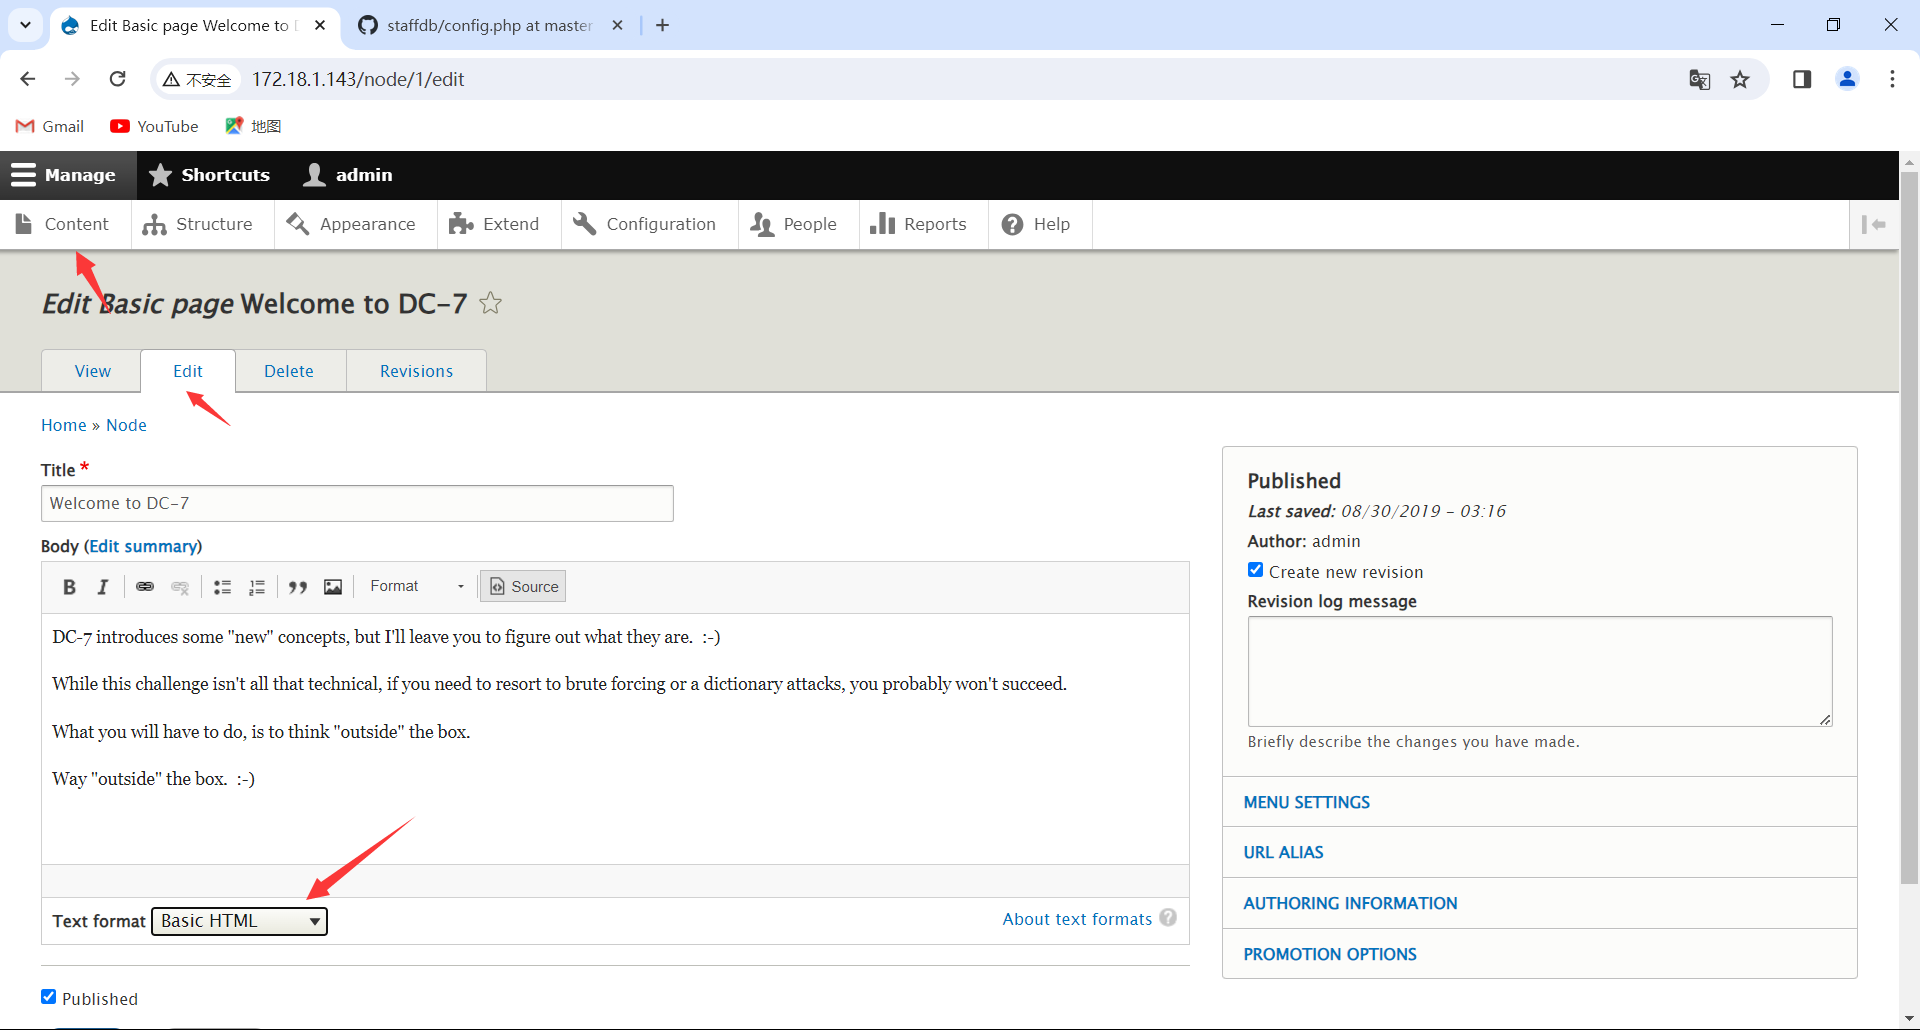 Edit Basic page Welcome to D
staffdb/config.php at master
不安全 172.18.1.143/node/1/edit
Gmail YouTube 地图
Manage Shortcuts admin
Content Structure Appearance Extend Configuration People Reports Help
Edit Basic page Welcome to DC-7
View Edit Delete Revisions
Home » Node
Title *
Welcome to DC-7
Body (Edit summary)
B I Format Source
DC-7 introduces some "new" concepts, but I'll leave you to figure out what they are.  :-)
While this challenge isn't all that technical, if you need to resort to brute forcing or a dictionary attacks, you probably won't succeed.
What you will have to do, is to think "outside" the box.
Way "outside" the box.  :-)
Text format Basic HTML
About text formats ?
Published
Published
Last saved: 08/30/2019 - 03:16
Author: admin
Create new revision
Revision log message
Briefly describe the changes you have made.
MENU SETTINGS
URL ALIAS
AUTHORING INFORMATION
PROMOTION OPTIONS